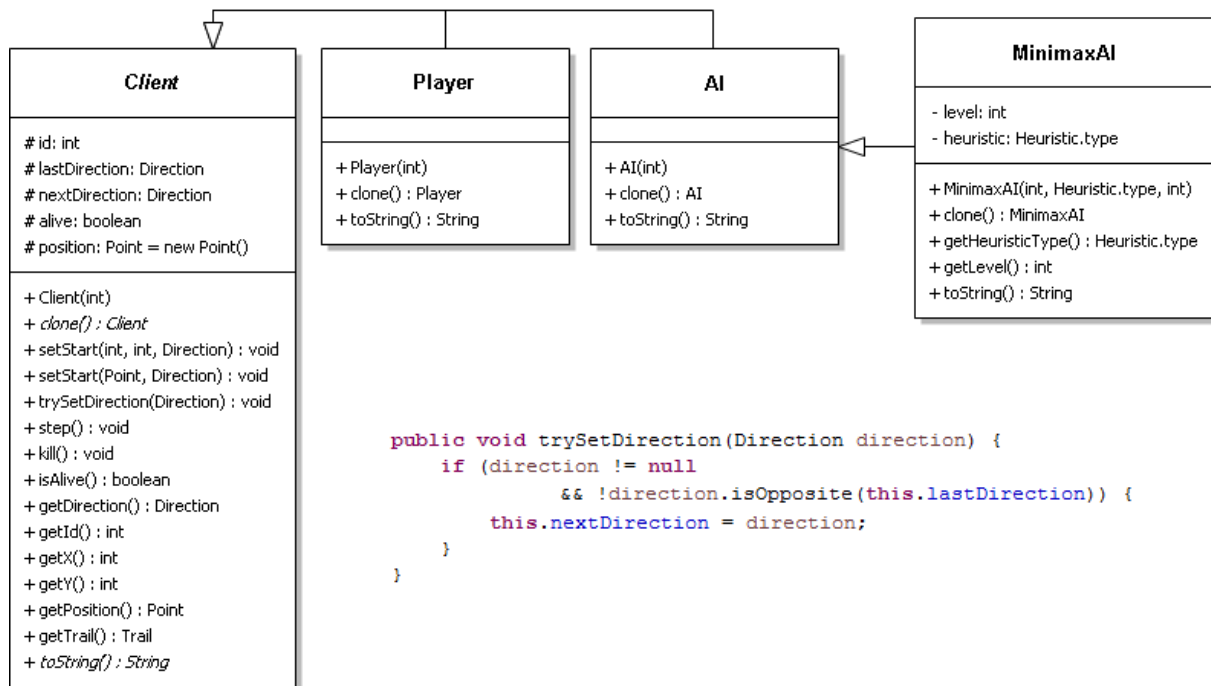 Client
# id: int
# lastDirection: Direction
# nextDirection: Direction
# alive: boolean
# position: Point = new Point()
+ Client(int)
+ clone() : Client
+ setStart(int, int, Direction) : void
+ setStart(Point, Direction) : void
+ trySetDirection(Direction) : void
+ step() : void
+ kill() : void
+ isAlive() : boolean
+ getDirection() : Direction
+ getId() : int
+ getX() : int
+ getY() : int
+ getPosition() : Point
+ getTrail() : Trail
+ toString() : String
Player
+ Player(int)
+ clone() : Player
+ toString() : String
AI
+ AI(int)
+ clone() : AI
+ toString() : String
MinimaxAI
- level: int
- heuristic: Heuristic.type
+ MinimaxAI(int, Heuristic.type, int)
+ clone() : MinimaxAI
+ getHeuristicType() : Heuristic.type
+ getLevel() : int
+ toString() : String
public void trySetDirection(Direction direction) {
if (direction != null
&& !direction.isOpposite(this.lastDirection)) {
this.nextDirection = direction;
}
}